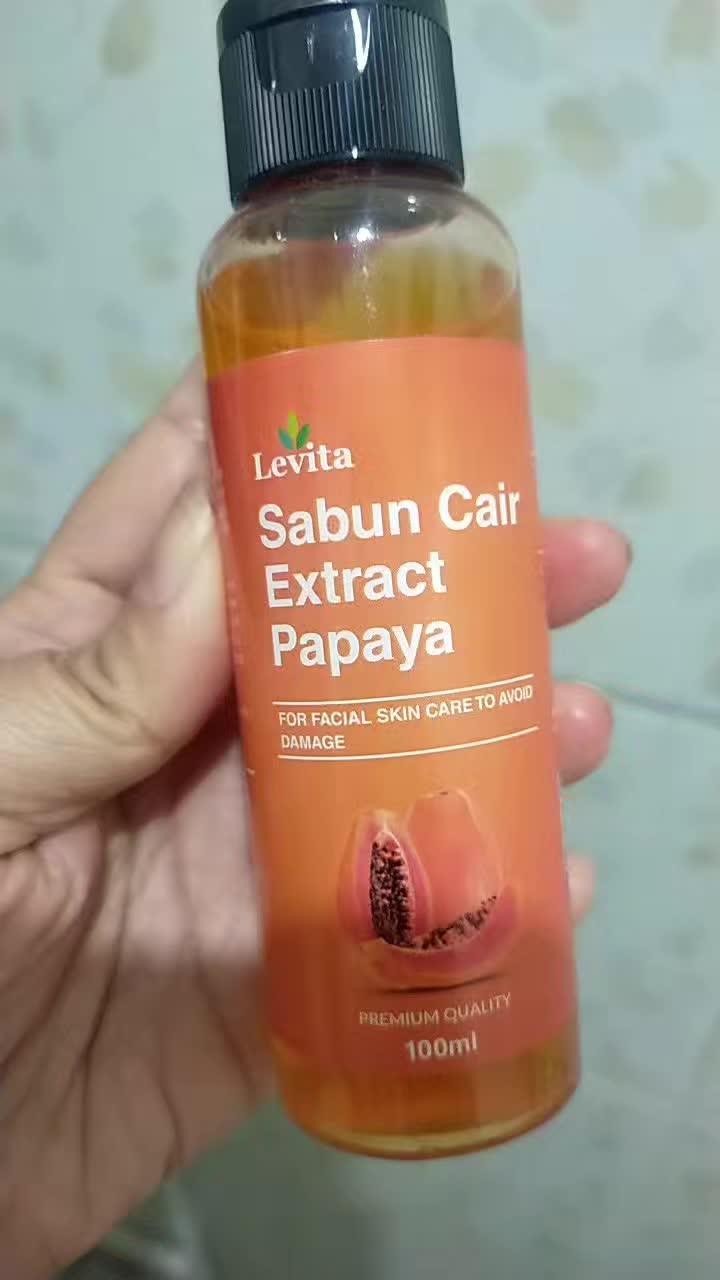 Levita
Sabun Cair
Extract
Papaya
FOR FACIAL SKIN CARE TO AVOID
DAMAGE
PREMIUM QUALITY
100ml